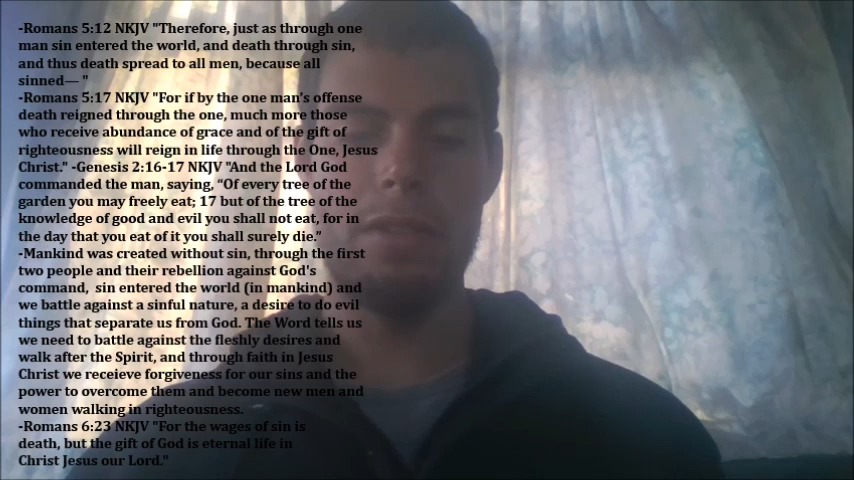 -Romans 5:12 NKJV "Therefore, just as through one
man sin entered the world, and death through sin,
and thus death spread to all men, because all
sinned— "
-Romans 5:17 NKJV "For if by the one man's offense
death reigned through the one, much more those
who receive abundance of grace and of the gift of
righteousness will reign in life through the One, Jesus
Christ." -Genesis 2:16-17 NKJV "And the Lord God
commanded the man, saying, "Of every tree of the
garden you may freely eat; 17 but of the tree of the
knowledge of good and evil you shall not eat, for in
the day that you eat of it you shall surely die."
-Mankind was created without sin, through the first
two people and their rebellion against God's
command,  sin entered the world (in mankind) and
we battle against a sinful nature, a desire to do evil
things that separate us from God. The Word tells us
we need to battle against the fleshly desires and
walk after the Spirit, and through faith in Jesus
Christ we receieve forgiveness for our sins and the
power to overcome them and become new men and
women walking in righteousness.
-Romans 6:23 NKJV "For the wages of sin is
death, but the gift of God is eternal life in
Christ Jesus our Lord."